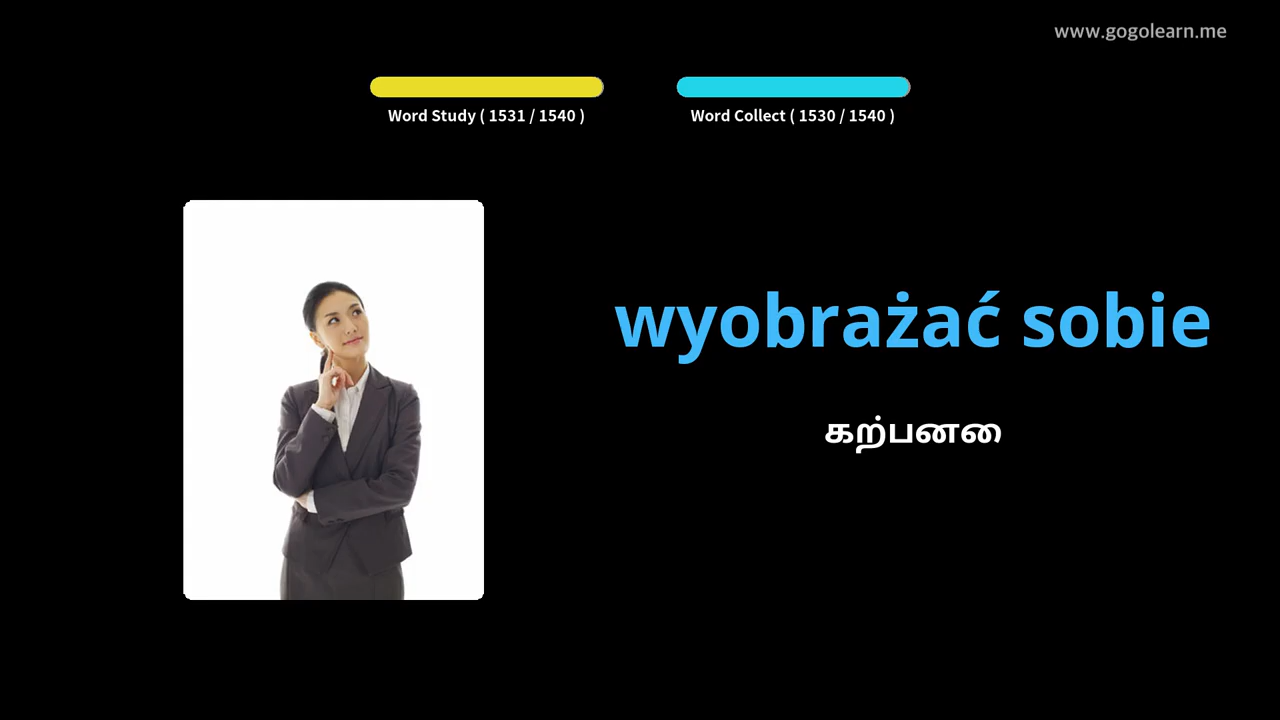 www.gogolearn.me
Word Study ( 1531 / 1540 )
Word Collect ( 1530 / 1540 )
wyobrażać sobie
கற்பனை